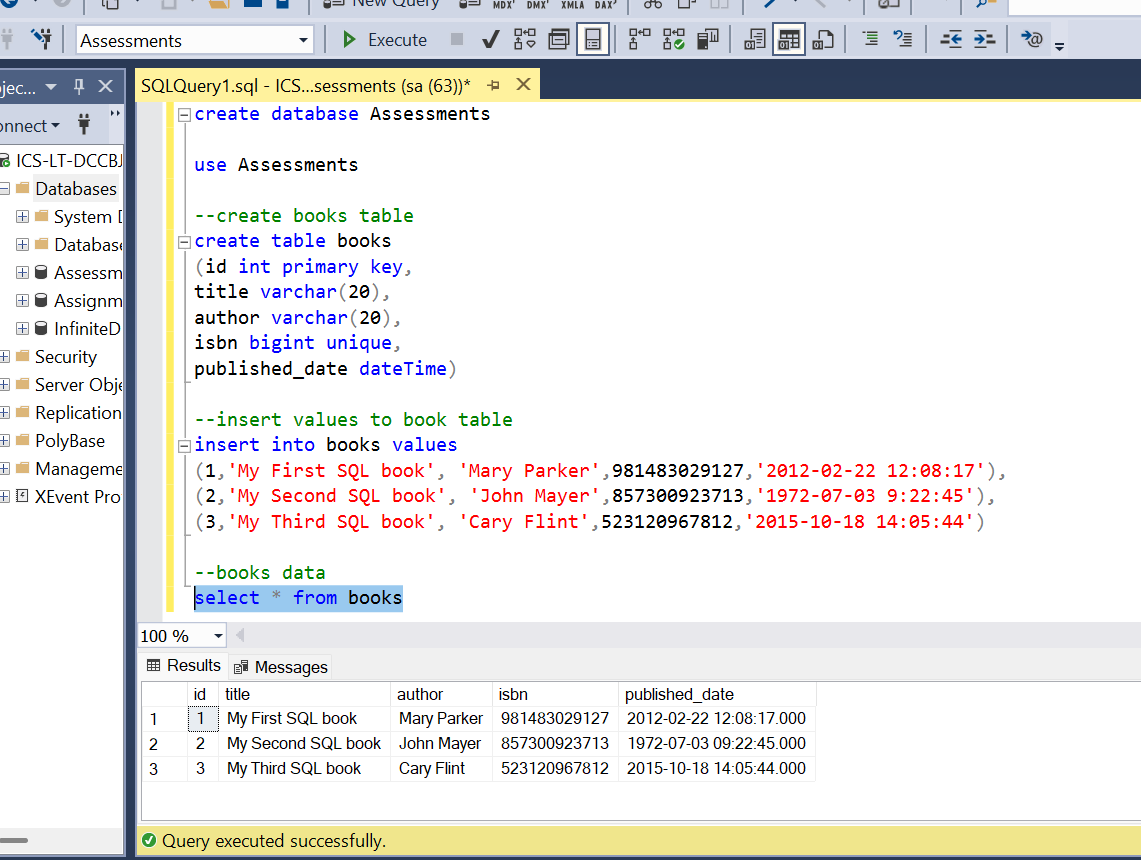 New Query MDX DMX XMLA DAX
Assessments Execute
SQLQuery1.sql - ICS...sessments (sa (63))*
create database Assessments
use Assessments
--create books table
create table books
(id int primary key,
title varchar(20),
author varchar(20),
isbn bigint unique,
published_date dateTime)
--insert values to book table
insert into books values
(1,'My First SQL book', 'Mary Parker',981483029127,'2012-02-22 12:08:17'),
(2,'My Second SQL book', 'John Mayer',857300923713,'1972-07-03 9:22:45'),
(3,'My Third SQL book', 'Cary Flint',523120967812,'2015-10-18 14:05:44')
--books data
select * from books
jec...
onnect
ICS-LT-DCCBJ
Databases
System D
Database
Assessm
Assignm
InfiniteD
Security
Server Obje
Replication
PolyBase
Manageme
XEvent Pro
100 %
Results Messages
id title author isbn published_date
1 1 My First SQL book Mary Parker 981483029127 2012-02-22 12:08:17.000
2 2 My Second SQL book John Mayer 857300923713 1972-07-03 09:22:45.000
3 3 My Third SQL book Cary Flint 523120967812 2015-10-18 14:05:44.000
Query executed successfully.